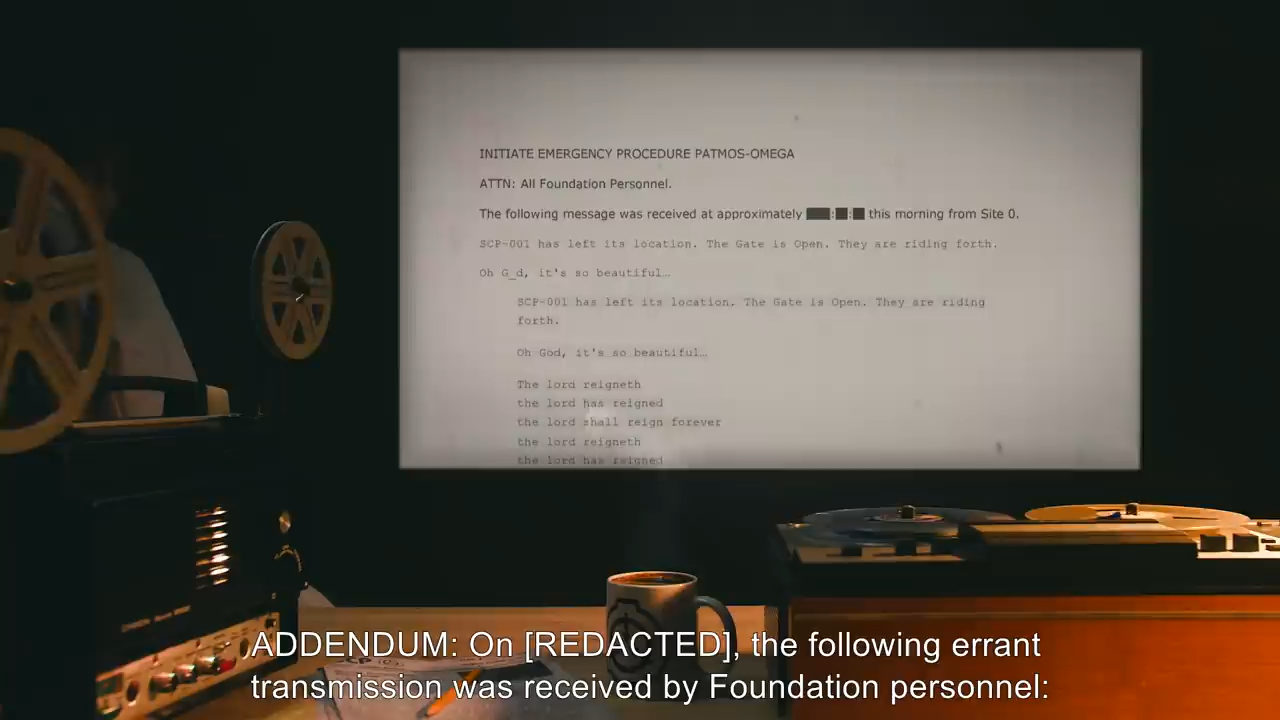 INITIATE EMERGENCY PROCEDURE PATMOS-OMEGA
ATTN: All Foundation Personnel.
The following message was received at approximately ███:█:█ this morning from Site 0.
SCP-001 has left its location. The Gate is Open. They are riding forth.
Oh G_d, it's so beautiful…
SCP-001 has left its location. The Gate is Open. They are riding
forth.
Oh God, it's so beautiful…
The lord reigneth
the lord has reigned
the lord shall reign forever
the lord reigneth
the lord has reigned
ADDENDUM: On [REDACTED], the following errant
transmission was received by Foundation personnel: